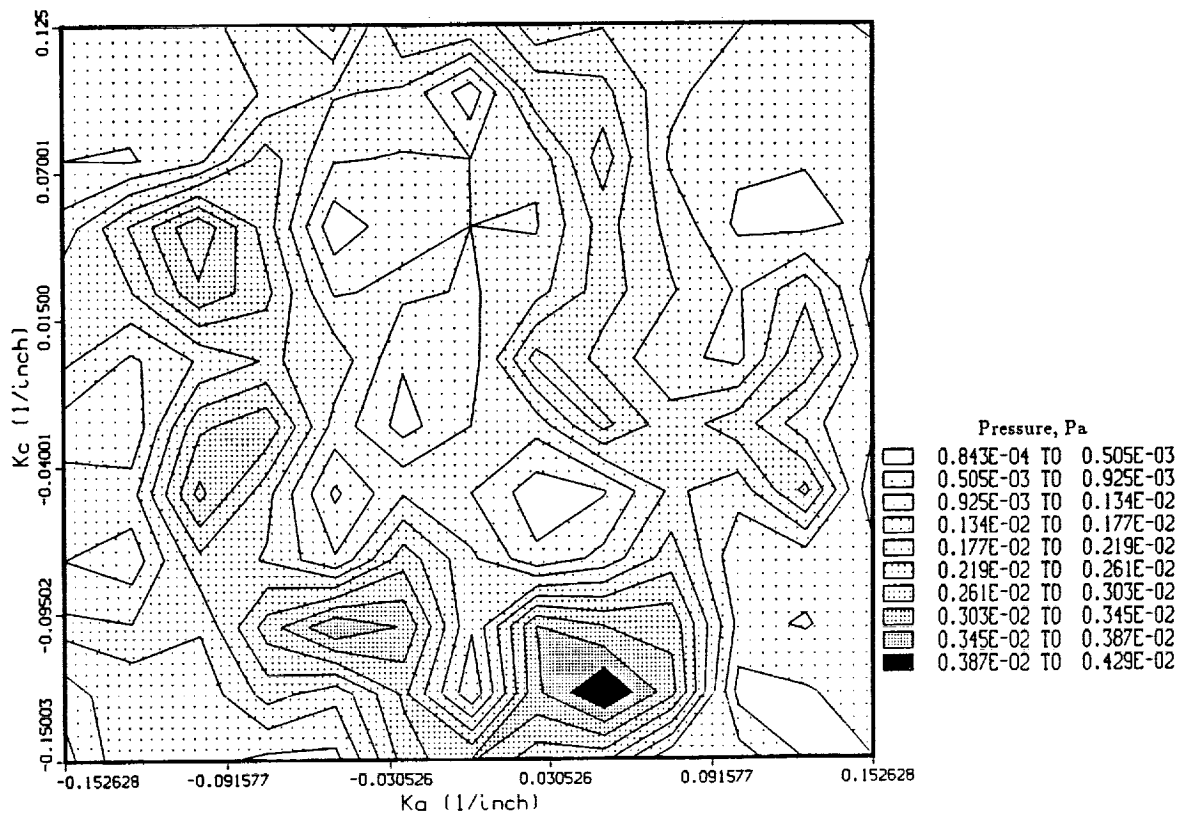 0.125
0.07001
0.01500
-0.04001
-0.09502
-0.15003
Kc (1/inch)
-0.152628 -0.091577 -0.030526 0.030526 0.091577 0.152628
Ka (1/inch)
Pressure, Pa
0.843E-04 TO 0.505E-03
0.505E-03 TO 0.925E-03
0.925E-03 TO 0.134E-02
0.134E-02 TO 0.177E-02
0.177E-02 TO 0.219E-02
0.219E-02 TO 0.261E-02
0.261E-02 TO 0.303E-02
0.303E-02 TO 0.345E-02
0.345E-02 TO 0.387E-02
0.387E-02 TO 0.429E-02